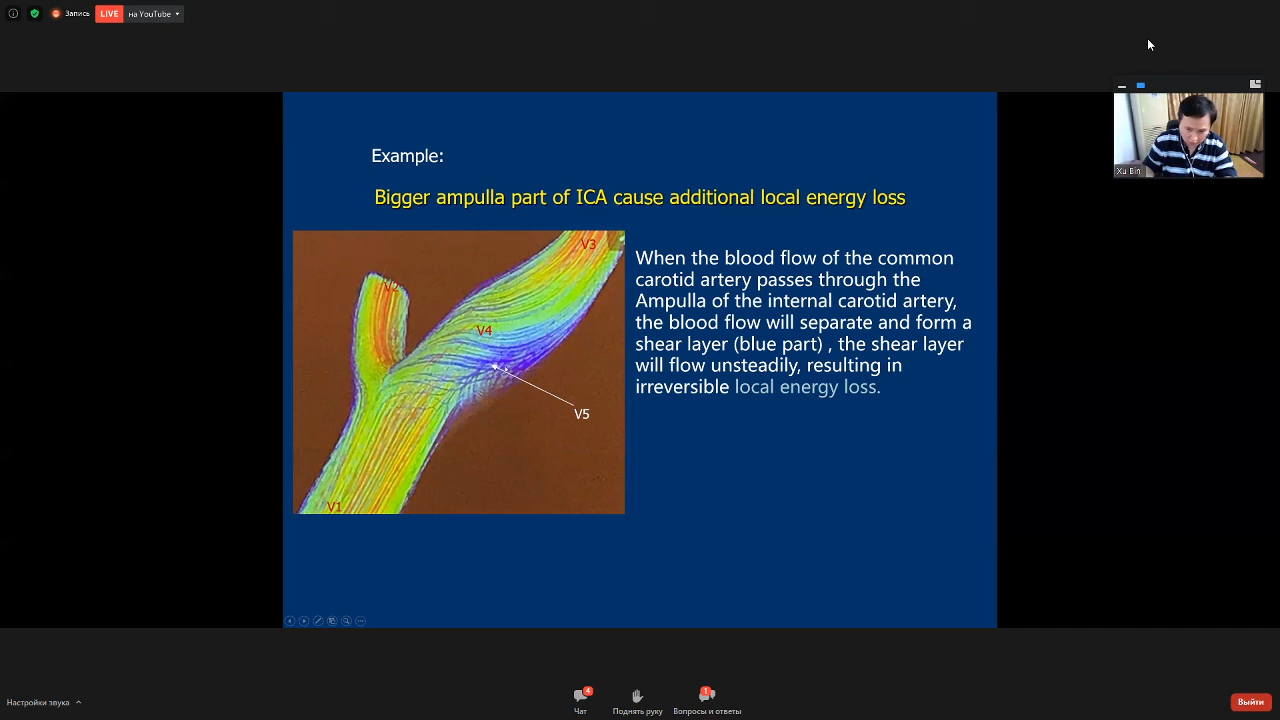 Запись
LIVE
на YouTube
Xu Bin
Example:
Bigger ampulla part of ICA cause additional local energy loss
V3
V2
V4
V5
V1
When the blood flow of the common
carotid artery passes through the
Ampulla of the internal carotid artery,
the blood flow will separate and form a
shear layer (blue part) , the shear layer
will flow unsteadily, resulting in
irreversible local energy loss.
Настройки звука
4
Чат
Поднять руку
1
Вопросы и ответы
Выйти